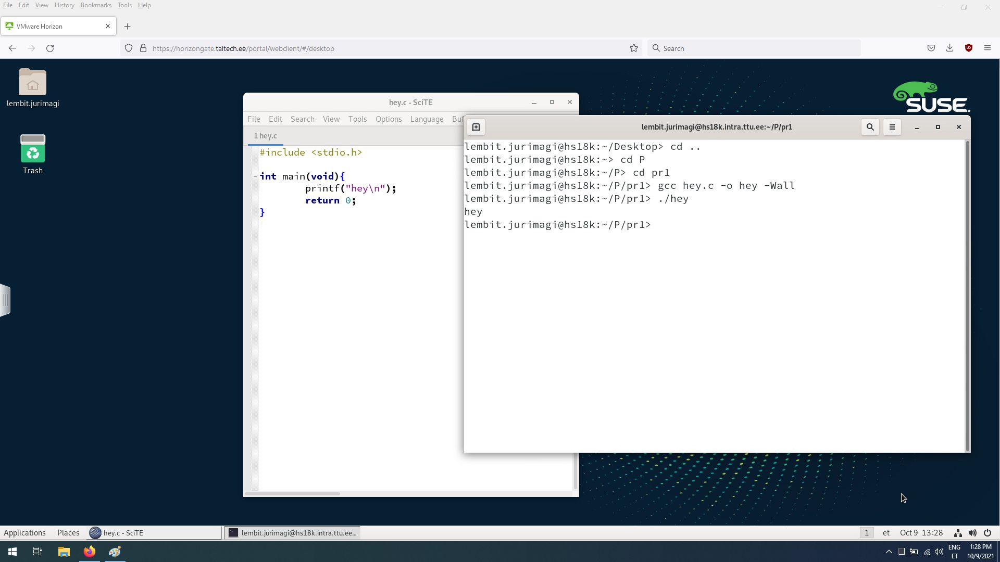 File Edit View History Bookmarks Tools Help
VMware Horizon
https://horizongate.taltech.ee/portal/webclient/#/desktop
Search
lembit.jurimagi
Trash
SUSE.
hey.c - SciTE
File Edit Search View Tools Options Language Buf
1 hey.c
#include <stdio.h>
int main(void){
printf("hey\n");
return 0;
}
lembit.jurimagi@hs18k.intra.ttu.ee:~/P/pr1
lembit.jurimagi@hs18k:~/Desktop> cd ..
lembit.jurimagi@hs18k:~> cd P
lembit.jurimagi@hs18k:~/P> cd pr1
lembit.jurimagi@hs18k:~/P/pr1> gcc hey.c -o hey -Wall
lembit.jurimagi@hs18k:~/P/pr1> ./hey
hey
lembit.jurimagi@hs18k:~/P/pr1>
Applications Places hey.c - SciTE lembit.jurimagi@hs18k.intra.ttu.ee... 1 et Oct 9 13:28
ENG 1:28 PM
ET 10/9/2021